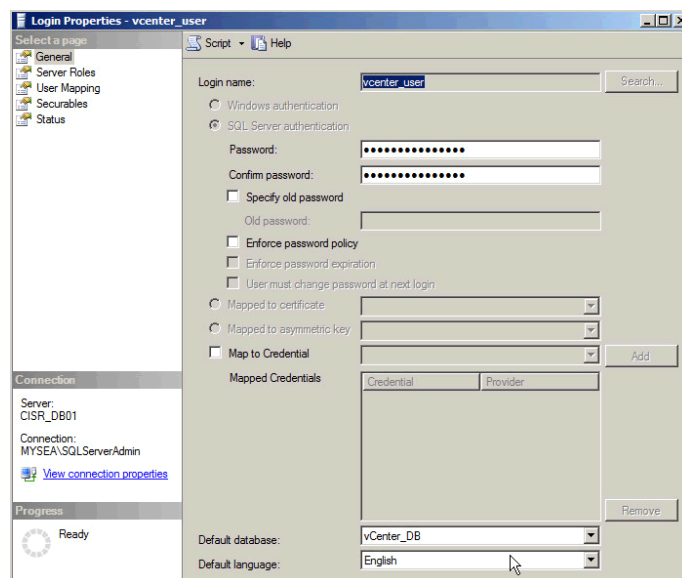 Login Properties - vcenter_user
Select a page
General
Server Roles
User Mapping
Securables
Status
Script Help
Login name: vcenter_user Search...
Windows authentication
SQL Server authentication
Password: ●●●●●●●●●●●●●●●
Confirm password: ●●●●●●●●●●●●●●●
Specify old password
Old password:
Enforce password policy
Enforce password expiration
User must change password at next login
Mapped to certificate
Mapped to asymmetric key
Map to Credential Add
Mapped Credentials Credential Provider
Remove
Default database: vCenter_DB
Default language: English
Connection
Server:
CISR_DB01
Connection:
MYSEA\SQLServerAdmin
View connection properties
Progress
Ready